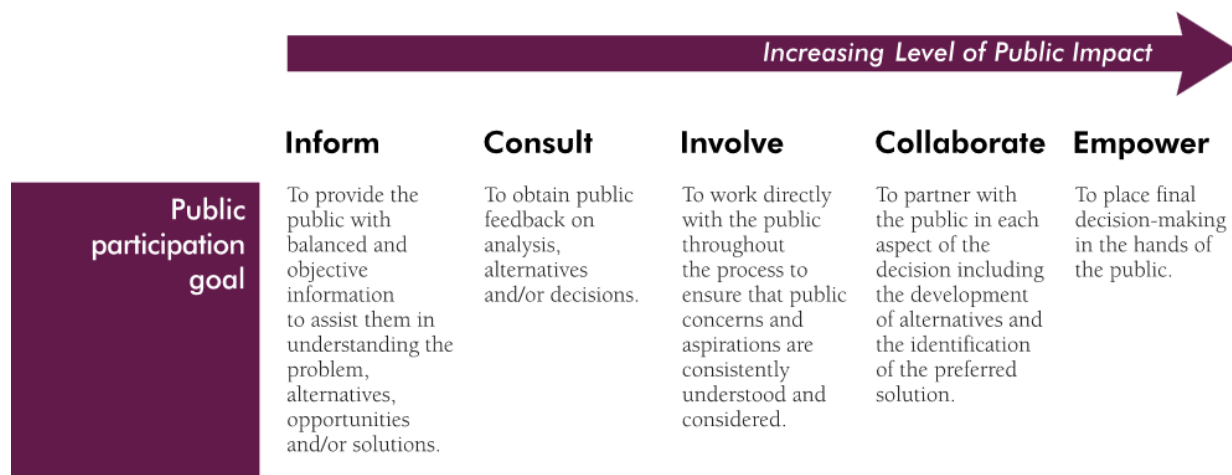 Increasing Level of Public Impact
Inform
Consult
Involve
Collaborate
Empower
Public
participation
goal
To provide the
public with
balanced and
objective
information
to assist them in
understanding the
problem,
alternatives,
opportunities
and/or solutions.
To obtain public
feedback on
analysis,
alternatives
and/or decisions.
To work directly
with the public
throughout
the process to
ensure that public
concerns and
aspirations are
consistently
understood and
considered.
To partner with
the public in each
aspect of the
decision including
the development
of alternatives and
the identification
of the preferred
solution.
To place final
decision-making
in the hands of
the public.